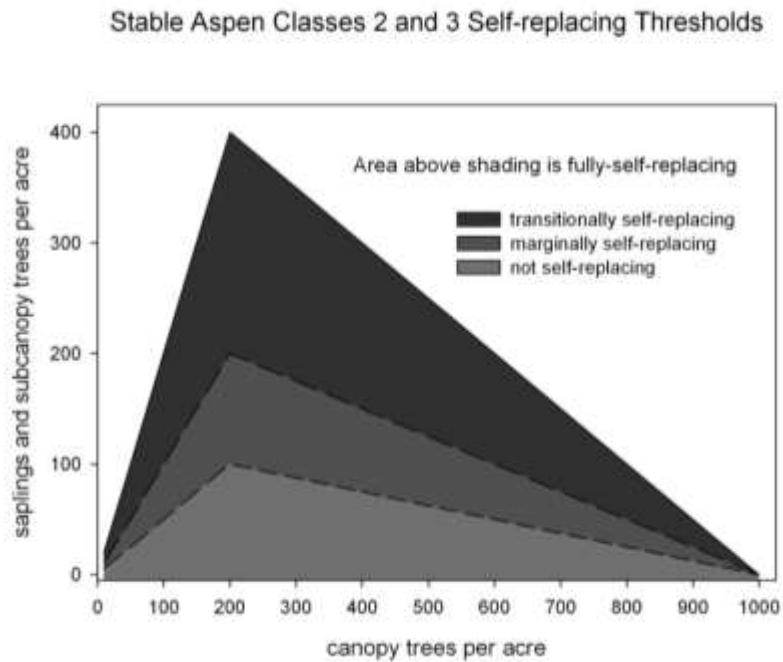 Stable Aspen Classes 2 and 3 Self-replacing Thresholds
saplings and subcanopy trees per acre
400
300
200
100
0
Area above shading is fully-self-replacing
transitionally self-replacing
marginally self-replacing
not self-replacing
0 100 200 300 400 500 600 700 800 900 1000
canopy trees per acre